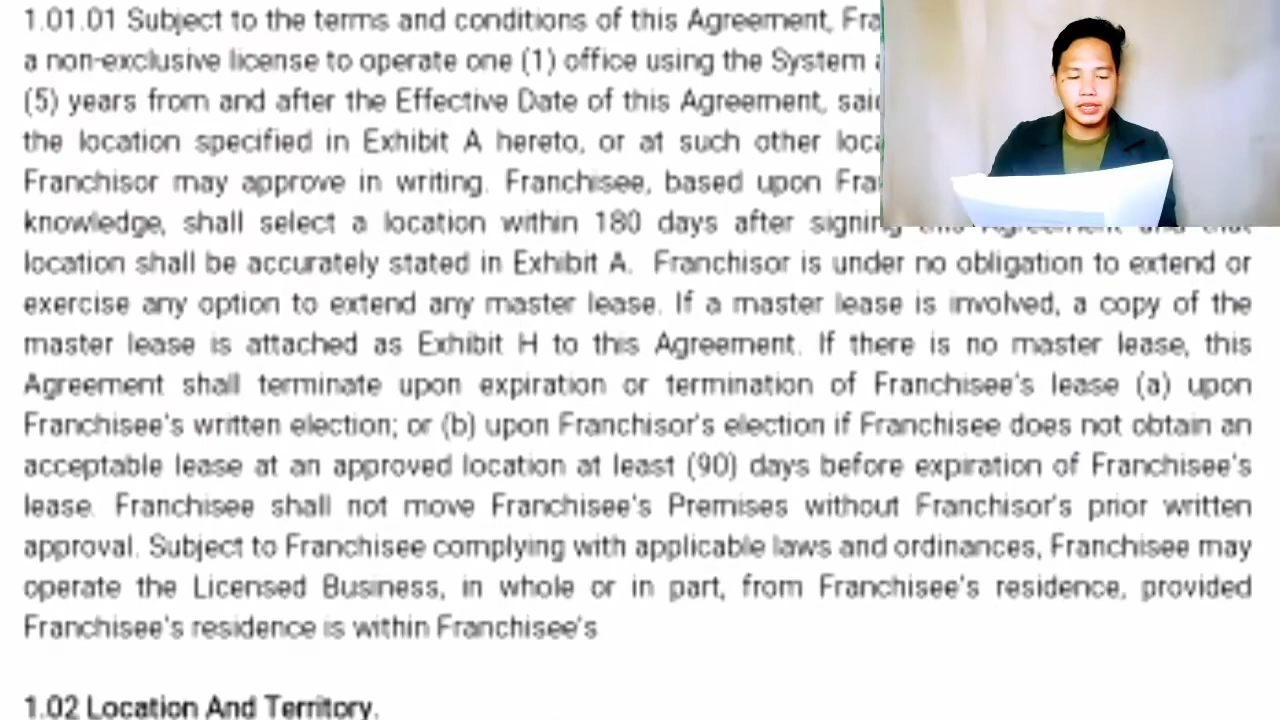 1.01.01 Subject to the terms and conditions of this Agreement,
a non-exclusive license to operate one (1) office using the System
(5) years from and after the Effective Date of this Agreement,
the location specified in Exhibit A hereto, or at such other
Franchisor may approve in writing. Franchisee, based upon
knowledge, shall select a location within 180 days after signing this Agreement and that
location shall be accurately stated in Exhibit A. Franchisor is under no obligation to extend or
exercise any option to extend any master lease. If a master lease is involved, a copy of the
master lease is attached as Exhibit H to this Agreement. If there is no master lease, this
Agreement shall terminate upon expiration or termination of Franchisee's lease (a) upon
Franchisee's written election; or (b) upon Franchisor's election if Franchisee does not obtain an
acceptable lease at an approved location at least (90) days before expiration of Franchisee's
lease. Franchisee shall not move Franchisee's Premises without Franchisor's prior written
approval. Subject to Franchisee complying with applicable laws and ordinances, Franchisee may
operate the Licensed Business, in whole or in part, from Franchisee's residence, provided
Franchisee's residence is within Franchisee's
1.02 Location And Territory.